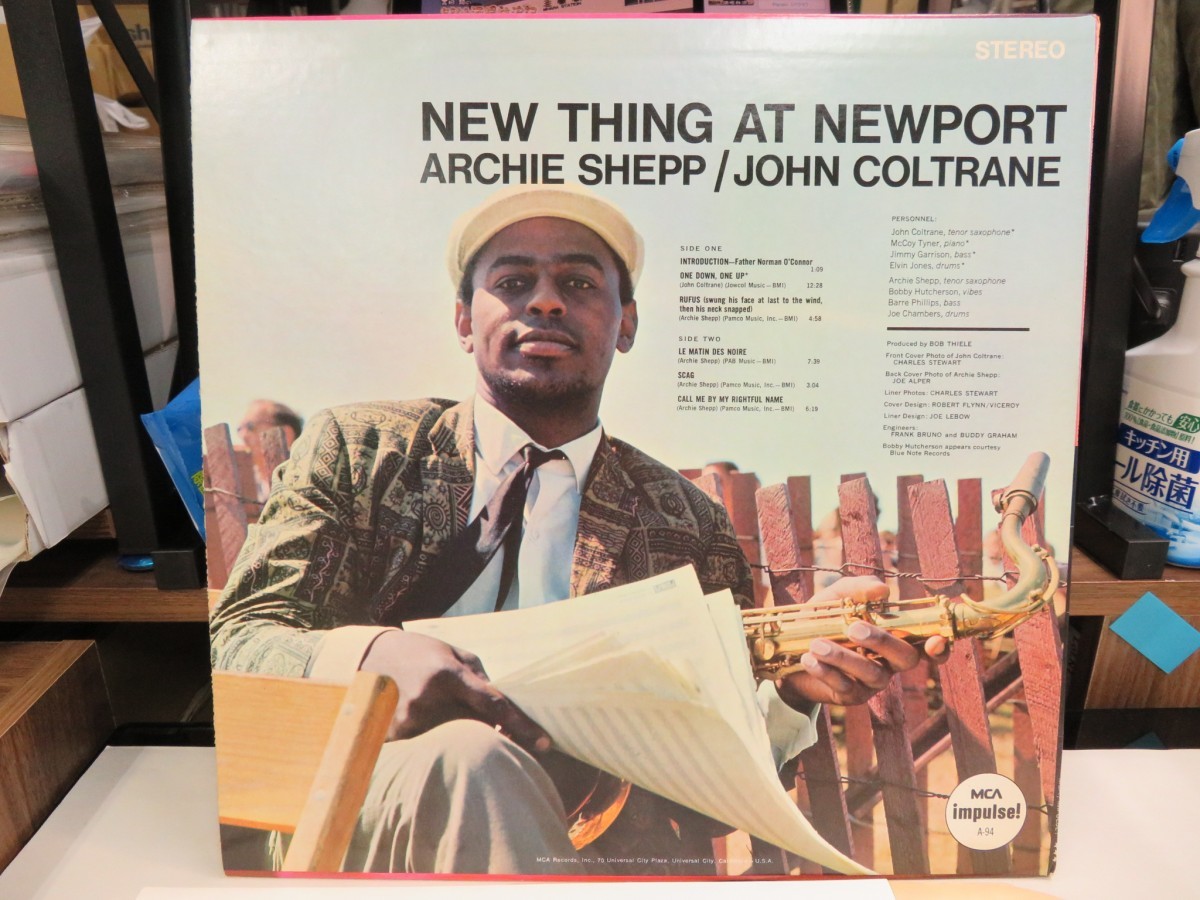 STEREO
NEW THING AT NEWPORT
ARCHIE SHEPP/JOHN COLTRANE
SIDE ONE
INTRODUCTION—Father Norman O'Connor
1:09
ONE DOWN, ONE UP*
(John Coltrane) (Jowcol Music—BMI) 12:28
RUFUS (swung his face at last to the wind,
then his neck snapped)
(Archie Shepp) (Pamco Music, Inc.—BMI) 4:58
SIDE TWO
LE MATIN DES NOIRE
(Archie Shepp) (PAB Music—BMI) 7:39
SCAG
(Archie Shepp) (Pamco Music, Inc.—BMI) 3:04
CALL ME BY MY RIGHTFUL NAME
(Archie Shepp) (Pamco Music, Inc.—BMI) 6:19
PERSONNEL:
John Coltrane, tenor saxophone*
McCoy Tyner, piano*
Jimmy Garrison, bass*
Elvin Jones, drums*
Archie Shepp, tenor saxophone
Bobby Hutcherson, vibes
Barre Phillips, bass
Joe Chambers, drums
Produced by BOB THIELE
Front Cover Photo of John Coltrane:
CHARLES STEWART
Back Cover Photo of Archie Shepp:
JOE ALPER
Liner Photos: CHARLES STEWART
Cover Design: ROBERT FLYNN/VICEROY
Liner Design: JOE LEBOW
Engineers:
FRANK BRUNO and BUDDY GRAHAM
Bobby Hutcherson appears courtesy
Blue Note Records
MCA
impulse!
A-94
MCA Records, Inc., 70 Universal City Plaza, Universal City, U.S.A.
キッチン用
ール除菌